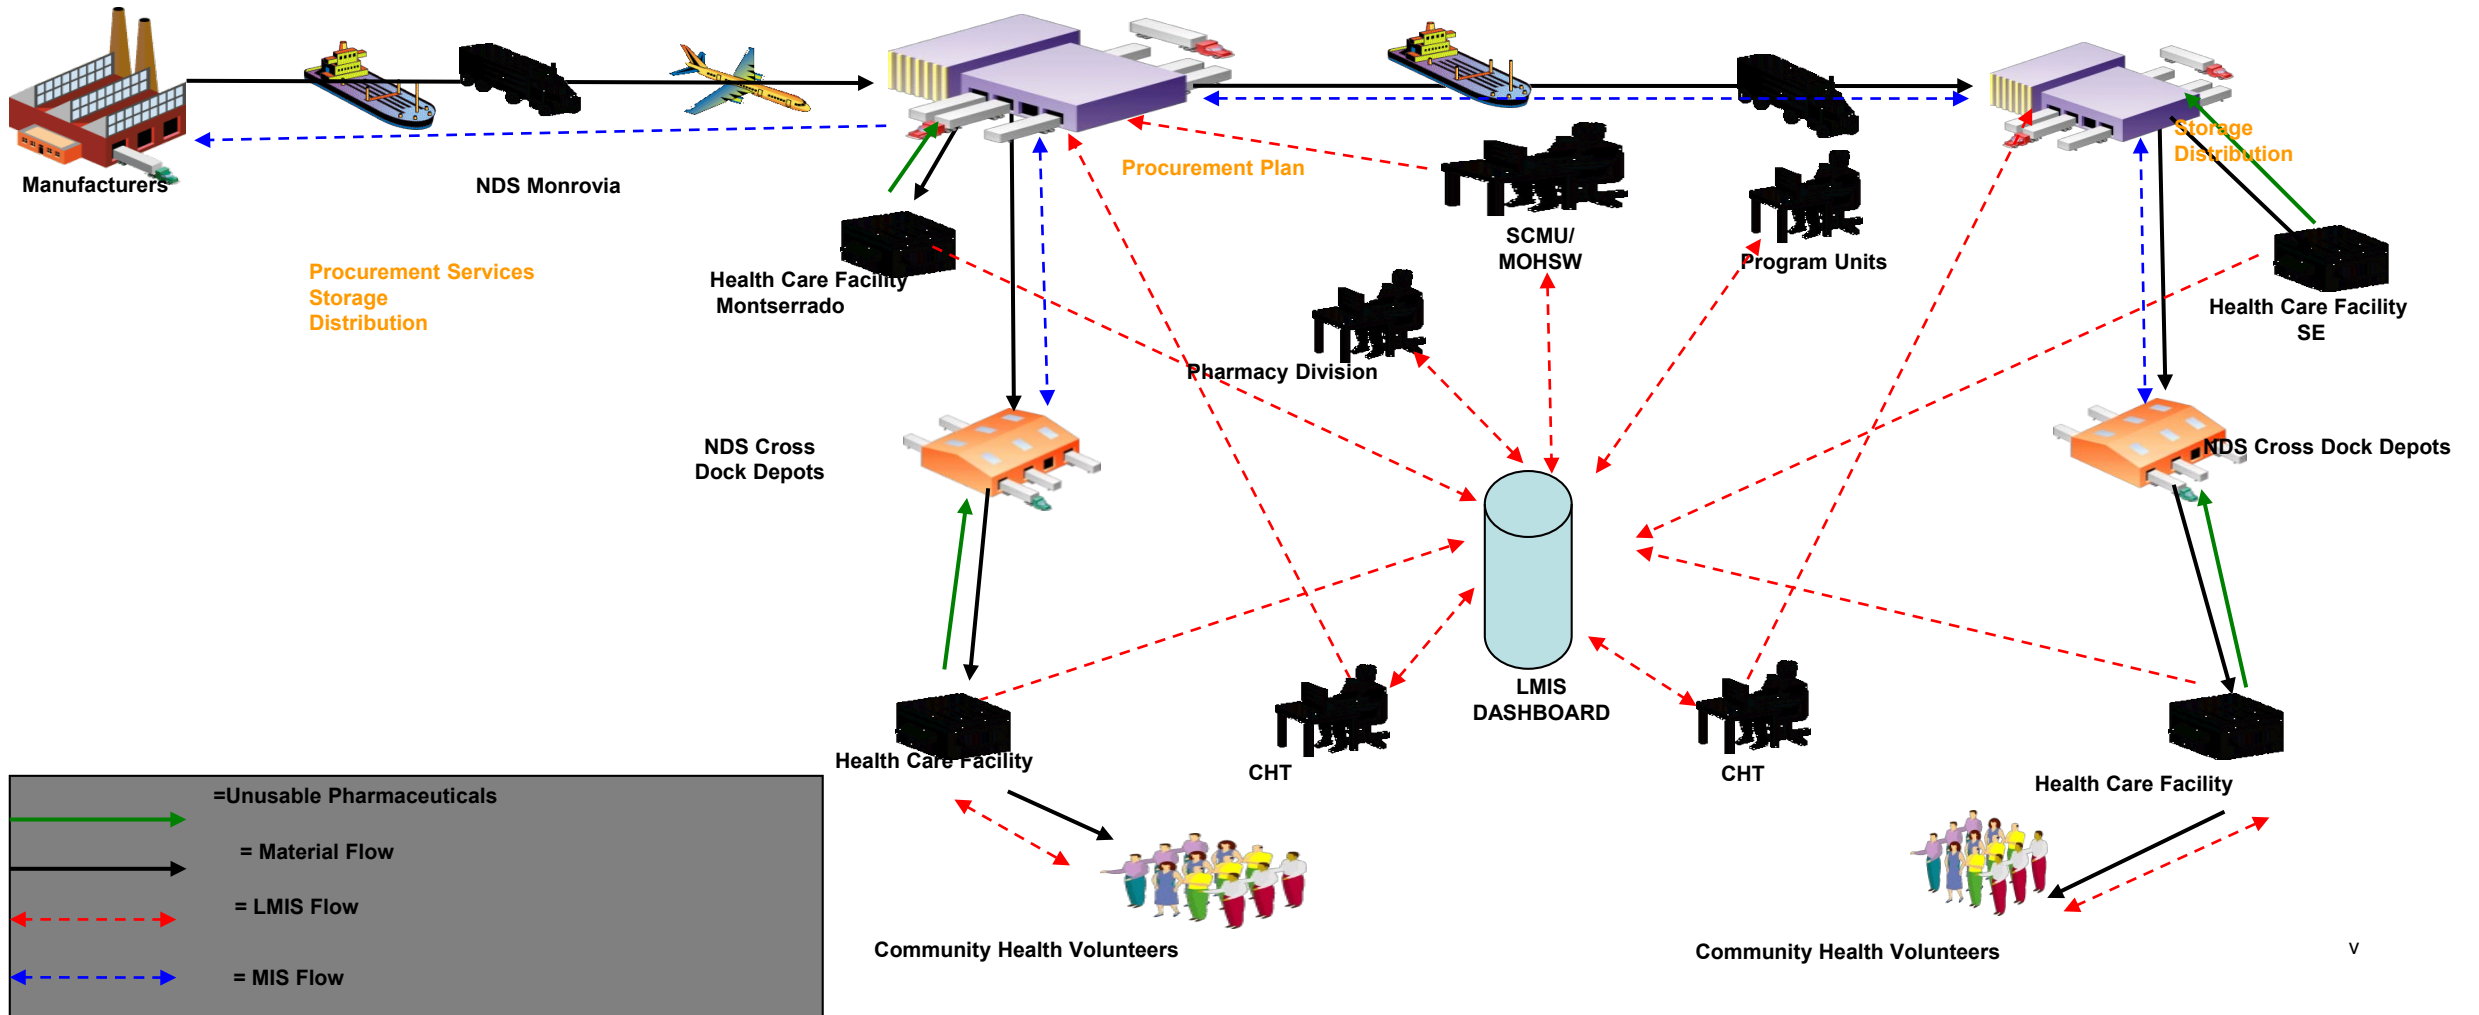 Manufacturers
NDS Monrovia
Procurement Services
Storage
Distribution
Health Care Facility
Montserrado
Procurement Plan
SCMU/
MOHSW
Program Units
Storage
Distribution
Health Care Facility
SE
Pharmacy Division
NDS Cross
Dock Depots
NDS Cross Dock Depots
LMIS
DASHBOARD
Health Care Facility
CHT
CHT
Health Care Facility
Community Health Volunteers
Community Health Volunteers
v
=Unusable Pharmaceuticals
= Material Flow
= LMIS Flow
= MIS Flow